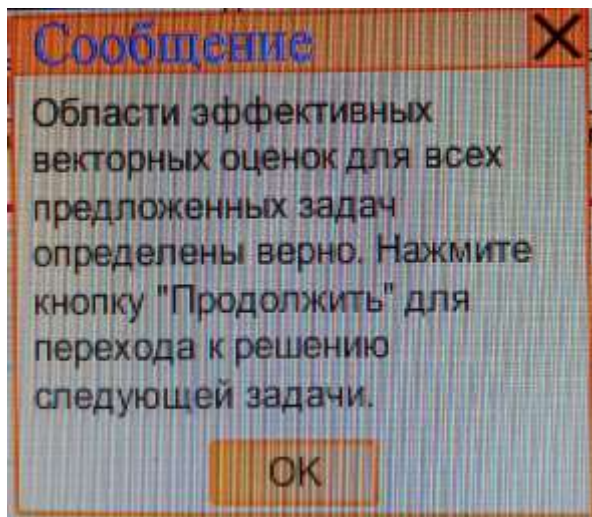 Сообщение
Области эффективных
векторных оценок для всех
предложенных задач
определены верно. Нажмите
кнопку "Продолжить" для
перехода к решению
следующей задачи.
OK